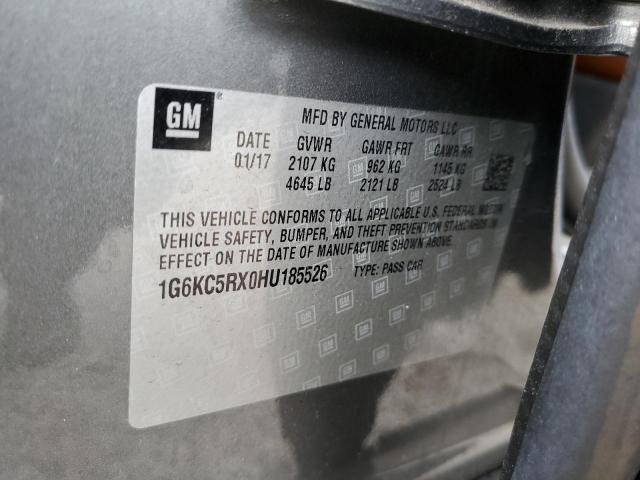 GM®
MFD BY GENERAL MOTORS LLC
DATE GVWR GAWR FRT GAWR RR
01/17 2107 KG 962 KG 1145 KG
4645 LB 2121 LB 2524 LB
THIS VEHICLE CONFORMS TO ALL APPLICABLE U.S. FEDERAL MOTOR
VEHICLE SAFETY, BUMPER, AND THEFT PREVENTION STANDARDS IN
EFFECT ON THE DATE OF MANUFACTURE SHOWN ABOVE.
1G6KC5RX0HU185526 TYPE: PASS CAR